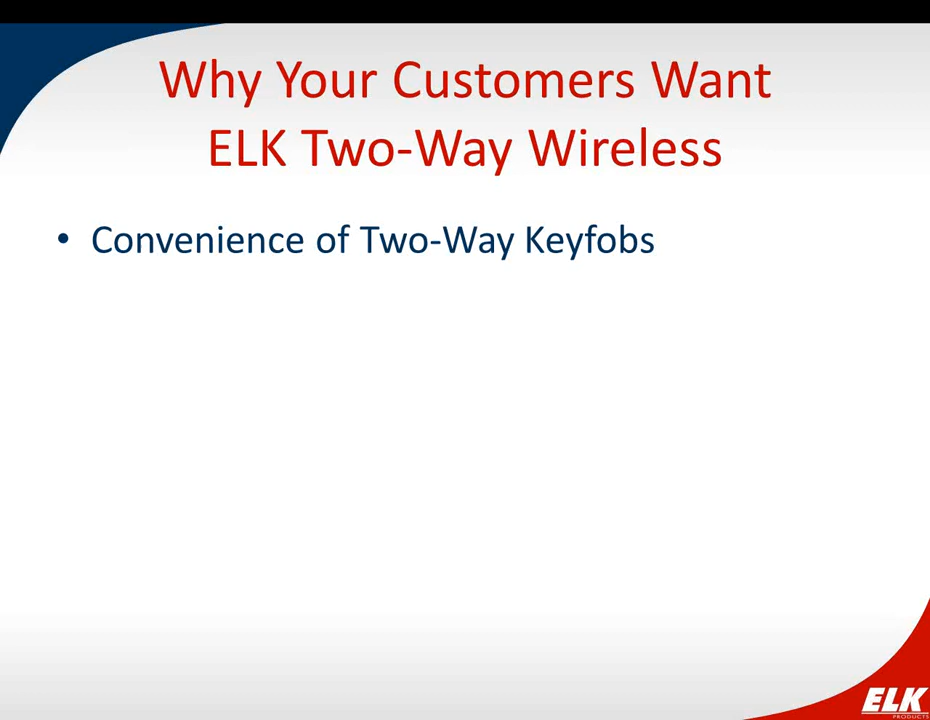 Why Your Customers Want
ELK Two-Way Wireless
• Convenience of Two-Way Keyfobs
ELK
PRODUCTS